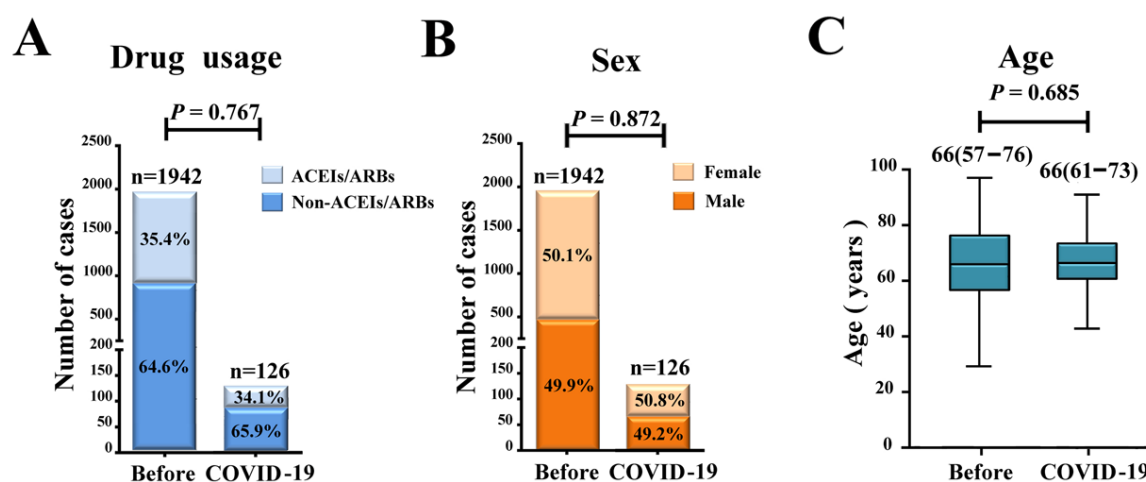 A
Drug usage
P = 0.767
2500
2000
1500
1000
500
200
150
100
50
0
Number of cases
n=1942
35.4%
64.6%
n=126
34.1%
65.9%
Before
COVID-19
ACEIs/ARBs
Non-ACEIs/ARBs
B
Sex
P = 0.872
2500
2000
1500
1000
500
200
150
100
50
0
Number of cases
n=1942
50.1%
49.9%
n=126
50.8%
49.2%
Before
COVID-19
Female
Male
C
Age
P = 0.685
66(57−76)
66(61−73)
100
80
60
40
20
0
Age ( years )
Before
COVID-19